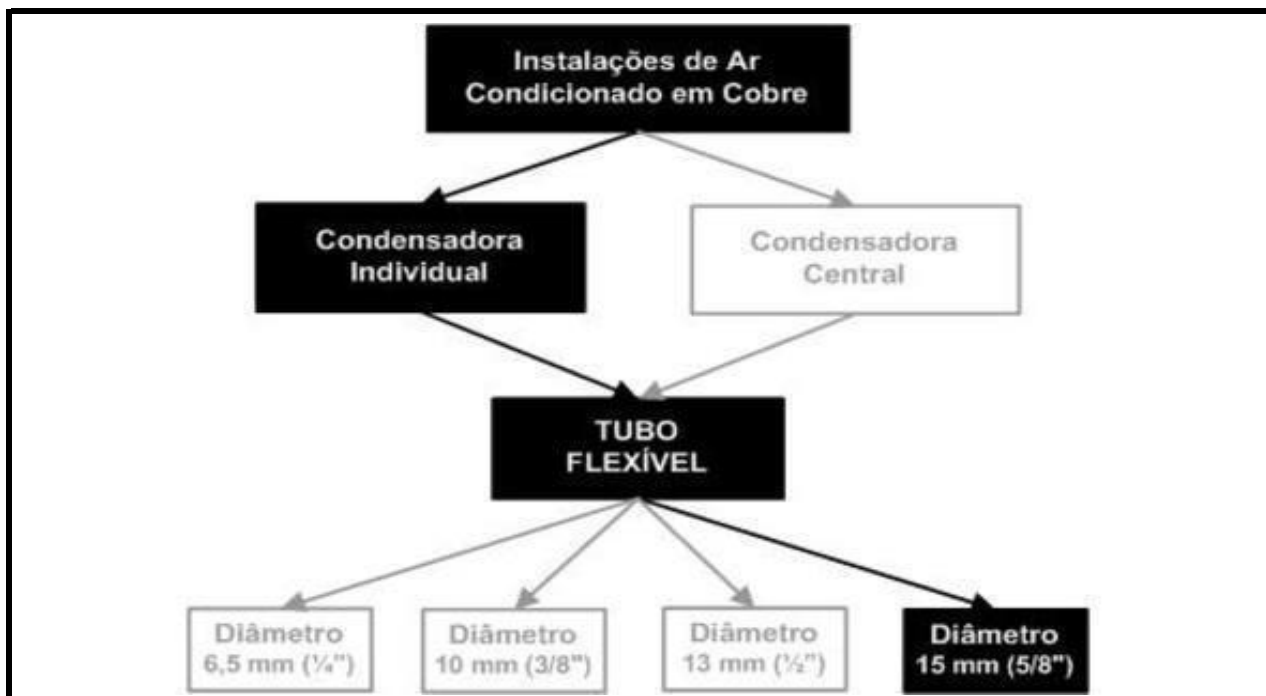 Instalações de Ar
Condicionado em Cobre
Condensadora
Individual
Condensadora
Central
TUBO
FLEXÍVEL
Diâmetro
6,5 mm (¼")
Diâmetro
10 mm (3/8")
Diâmetro
13 mm (½")
Diâmetro
15 mm (5/8")